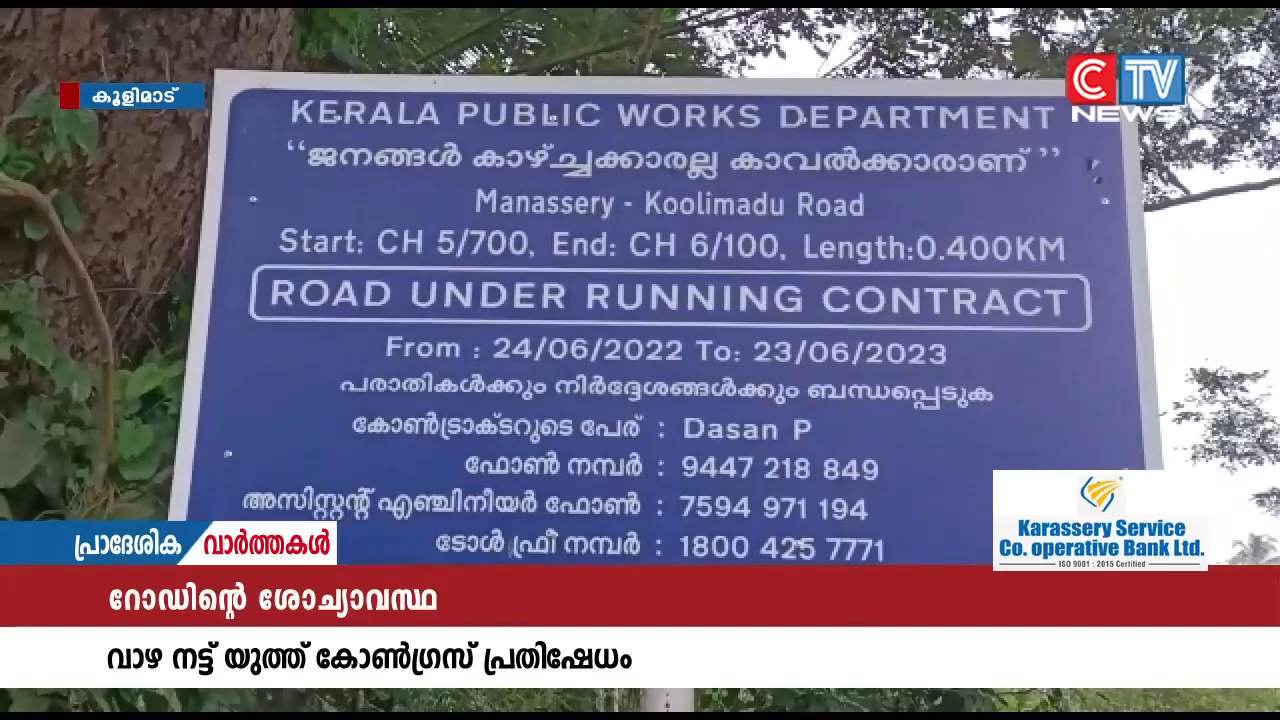 കൂളിമാട്
C TV
NEWS
KERALA PUBLIC WORKS DEPARTMENT
“ജനങ്ങൾ കാഴ്ച്ചക്കാരല്ല കാവൽക്കാരാണ്”
Manassery - Koolimadu Road
Start: CH 5/700, End: CH 6/100, Length:0.400KM
ROAD UNDER RUNNING CONTRACT
From : 24/06/2022 To: 23/06/2023
പരാതികൾക്കും നിർദ്ദേശങ്ങൾക്കും ബന്ധപ്പെടുക
കോൺട്രാക്ടറുടെ പേര് : Dasan P
ഫോൺ നമ്പർ : 9447 218 849
അസിസ്റ്റന്റ് എഞ്ചിനീയർ ഫോൺ : 7594 971 194
ടോൾ ഫ്രീ നമ്പർ : 1800 425 7771
Karassery Service
Co. operative Bank Ltd.
ISO 9001 : 2015 Certified
പ്രാദേശിക വാർത്തകൾ
റോഡിന്റെ ശോച്യാവസ്ഥ
വാഴ നട്ട് യൂത്ത് കോൺഗ്രസ് പ്രതിഷേധം